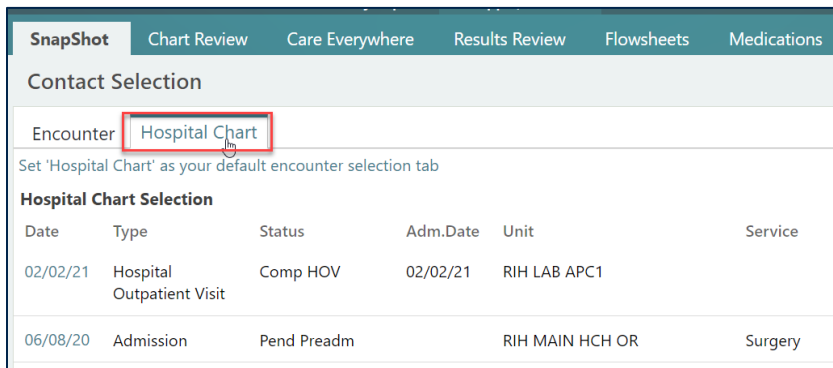 SnapShot Chart Review Care Everywhere Results Review Flowsheets Medications
Contact Selection
Encounter Hospital Chart
Set 'Hospital Chart' as your default encounter selection tab
Hospital Chart Selection
Date Type Status Adm.Date Unit Service
02/02/21 Hospital Comp HOV 02/02/21 RIH LAB APC1
Outpatient Visit
06/08/20 Admission Pend Preadm RIH MAIN HCH OR Surgery